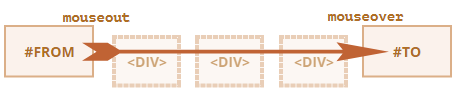 mouseout mouseover
#FROM <DIV> <DIV> <DIV> #TO